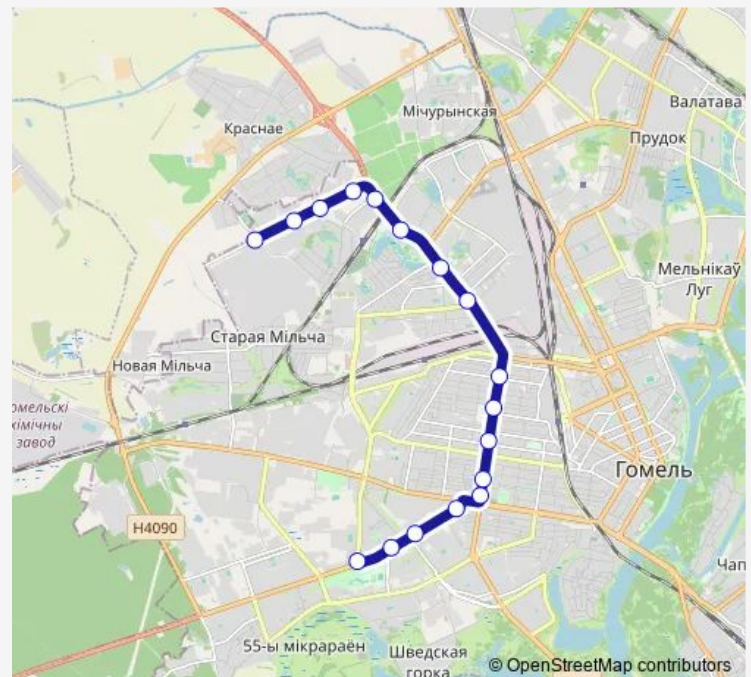 Мічурынская
Валатава
Краснае
Прудок
Мельнікаў
Луг
Старая Мільча
Новая Мільча
омельскі
хімічны
завод
Гомель
H4090
Чап
55-ы мікрараён
Шведская
горка
© OpenStreetMap contributors